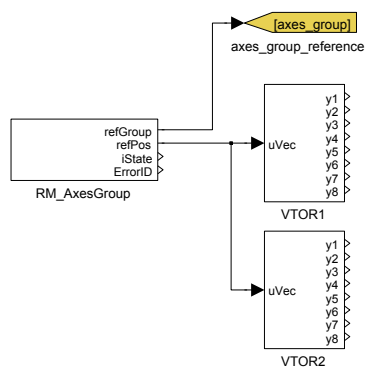 [axes_group]
axes_group_reference
refGroup
refPos
iState
ErrorID
RM_AxesGroup
uVec
y1
y2
y3
y4
y5
y6
y7
y8
VTOR1
uVec
y1
y2
y3
y4
y5
y6
y7
y8
VTOR2